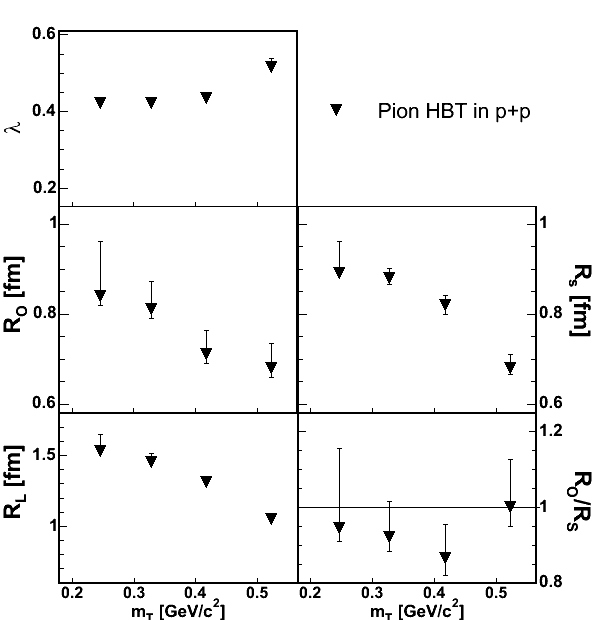 0.6
0.4
0.2
λ
Pion HBT in p+p
1
0.8
0.6
R_O [fm]
1
0.8
0.6
R_s [fm]
1.5
1
R_L [fm]
1.2
1
0.8
R_O/R_S
0.2 0.3 0.4 0.5
m_T [GeV/c²]
0.2 0.3 0.4 0.5
m_T [GeV/c²]